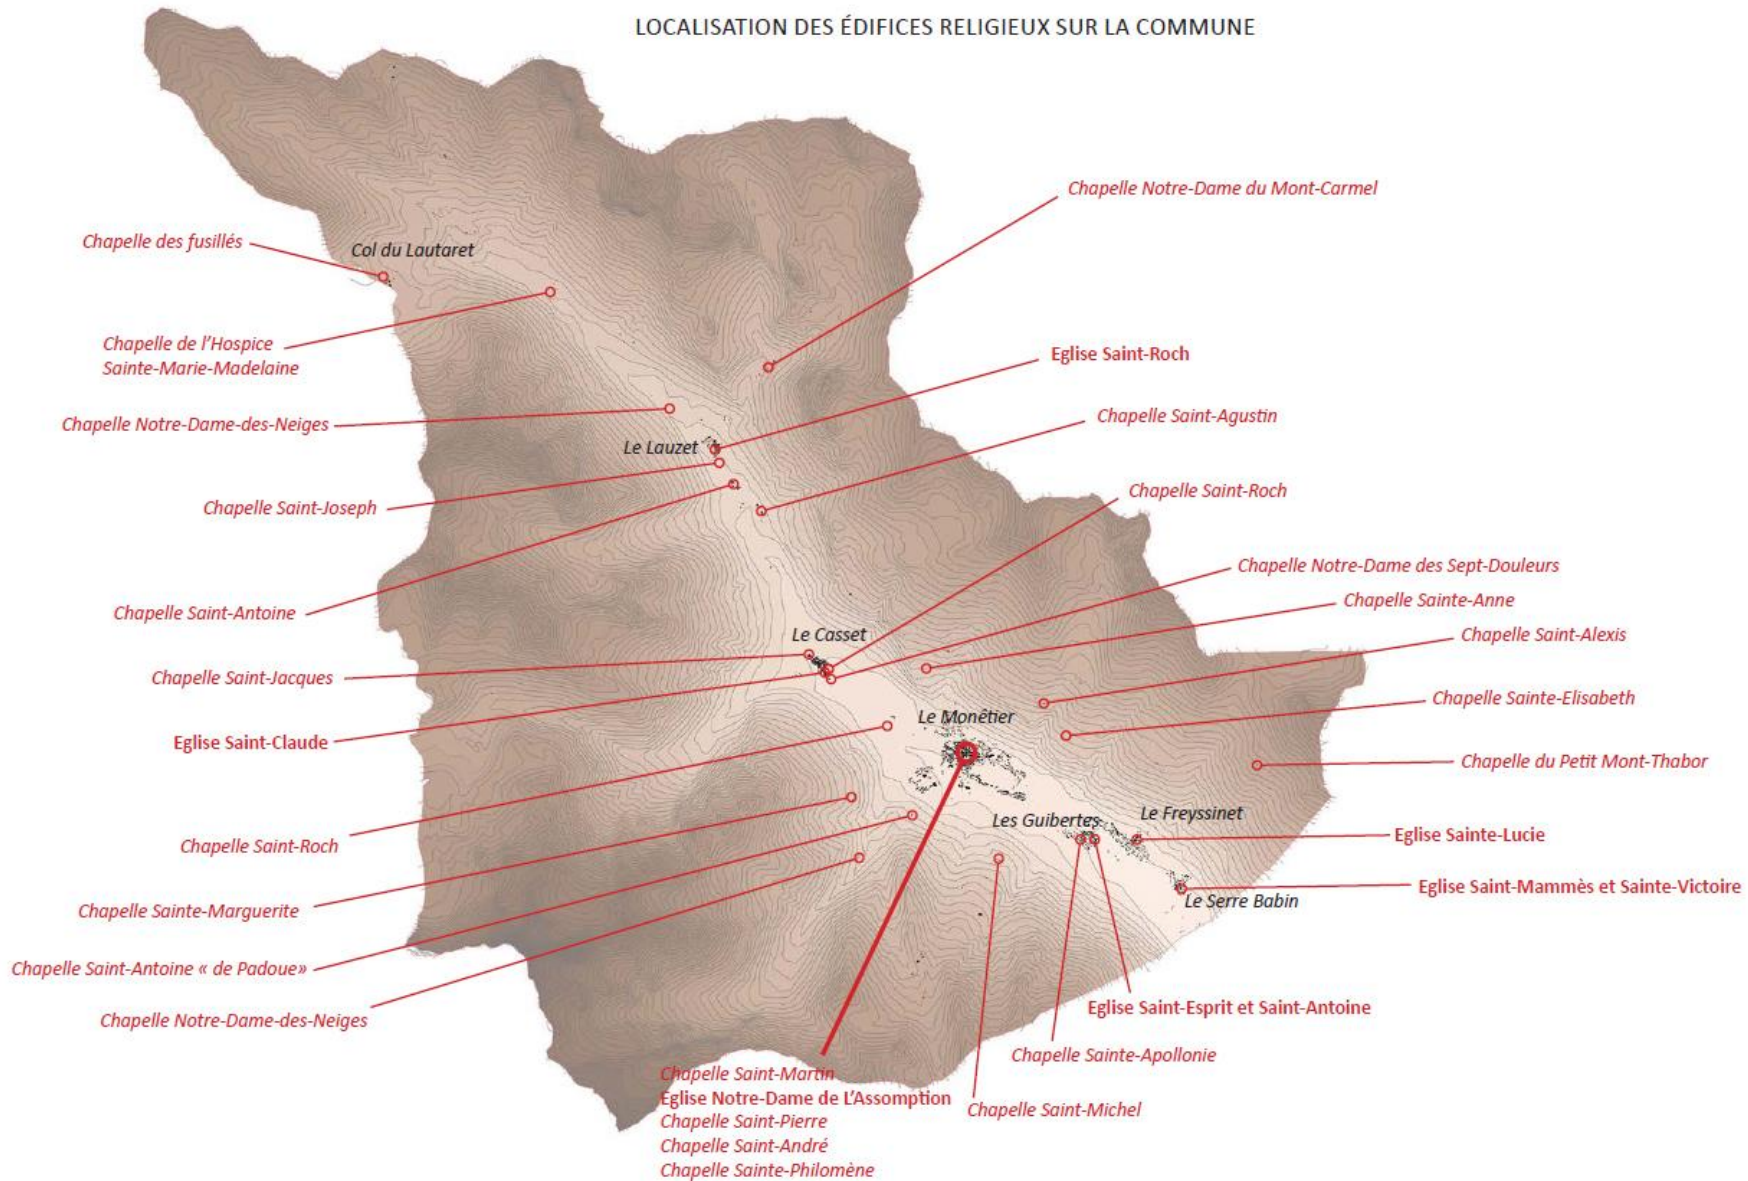 LOCALISATION DES ÉDIFICES RELIGIEUX SUR LA COMMUNE
Chapelle Notre-Dame du Mont-Carmel
Chapelle des fusillés
Col du Lautaret
Chapelle de l'Hospice
Sainte-Marie-Madelaine
Eglise Saint-Roch
Chapelle Notre-Dame-des-Neiges
Chapelle Saint-Agustin
Le Lauzet
Chapelle Saint-Roch
Chapelle Saint-Joseph
Chapelle Notre-Dame des Sept-Douleurs
Chapelle Sainte-Anne
Chapelle Saint-Antoine
Le Casset
Chapelle Saint-Alexis
Chapelle Saint-Jacques
Chapelle Sainte-Elisabeth
Le Monêtier
Eglise Saint-Claude
Chapelle du Petit Mont-Thabor
Les Guibertes
Le Freyssinet
Eglise Sainte-Lucie
Chapelle Saint-Roch
Eglise Saint-Mammès et Sainte-Victoire
Le Serre Babin
Chapelle Sainte-Marguerite
Chapelle Saint-Antoine « de Padoue»
Chapelle Notre-Dame-des-Neiges
Eglise Saint-Esprit et Saint-Antoine
Chapelle Sainte-Apollonie
Chapelle Saint-Michel
Chapelle Saint-Martin
Eglise Notre-Dame de L'Assomption
Chapelle Saint-Pierre
Chapelle Saint-André
Chapelle Sainte-Philomène